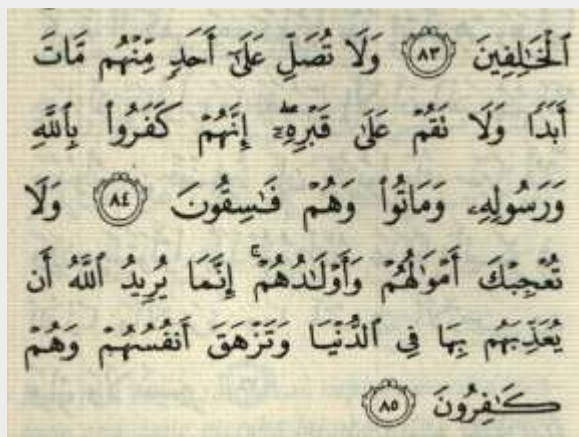 ٱلْخَٰلِفِينَ ٨٣ وَلَا تُصَلِّ عَلَىٰٓ أَحَدٍ مِّنْهُم مَّاتَ
أَبَدًا وَلَا تَقُمْ عَلَىٰ قَبْرِهِۦٓ ۖ إِنَّهُمْ كَفَرُوا۟ بِٱللَّهِ
وَرَسُولِهِۦ وَمَاتُوا۟ وَهُمْ فَٰسِقُونَ ٨٤ وَلَا
تُعْجِبْكَ أَمْوَٰلُهُمْ وَأَوْلَٰدُهُمْ ۚ إِنَّمَا يُرِيدُ ٱللَّهُ أَن
يُعَذِّبَهُم بِهَا فِى ٱلدُّنْيَا وَتَزْهَقَ أَنفُسُهُمْ وَهُمْ
كَٰفِرُونَ ٨٥